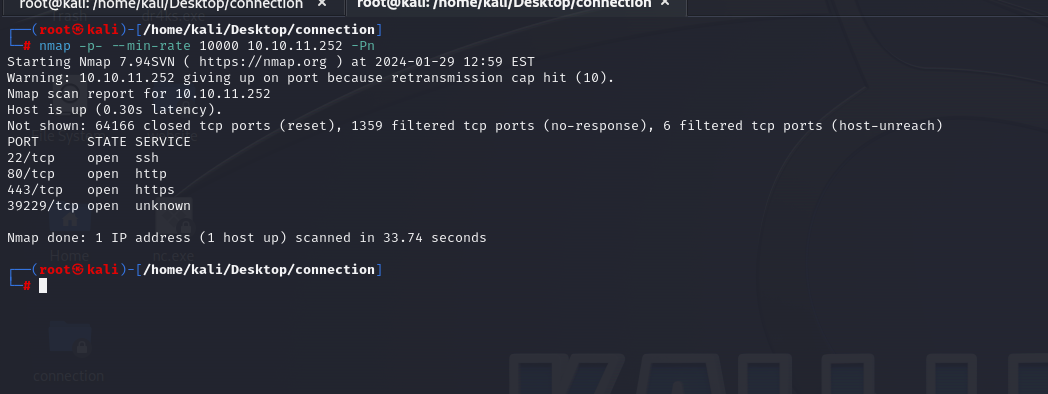 root@kali: /home/kali/Desktop/connection × root@kali: /home/kali/Desktop/connection ×
┌──(root㉿kali)-[/home/kali/Desktop/connection]
└─# nmap -p- --min-rate 10000 10.10.11.252 -Pn
Starting Nmap 7.94SVN ( https://nmap.org ) at 2024-01-29 12:59 EST
Warning: 10.10.11.252 giving up on port because retransmission cap hit (10).
Nmap scan report for 10.10.11.252
Host is up (0.30s latency).
Not shown: 64166 closed tcp ports (reset), 1359 filtered tcp ports (no-response), 6 filtered tcp ports (host-unreach)
PORT STATE SERVICE
22/tcp open ssh
80/tcp open http
443/tcp open https
39229/tcp open unknown
Nmap done: 1 IP address (1 host up) scanned in 33.74 seconds
Home
┌──(root㉿kali)-[/home/kali/Desktop/connection]
└─#
connection